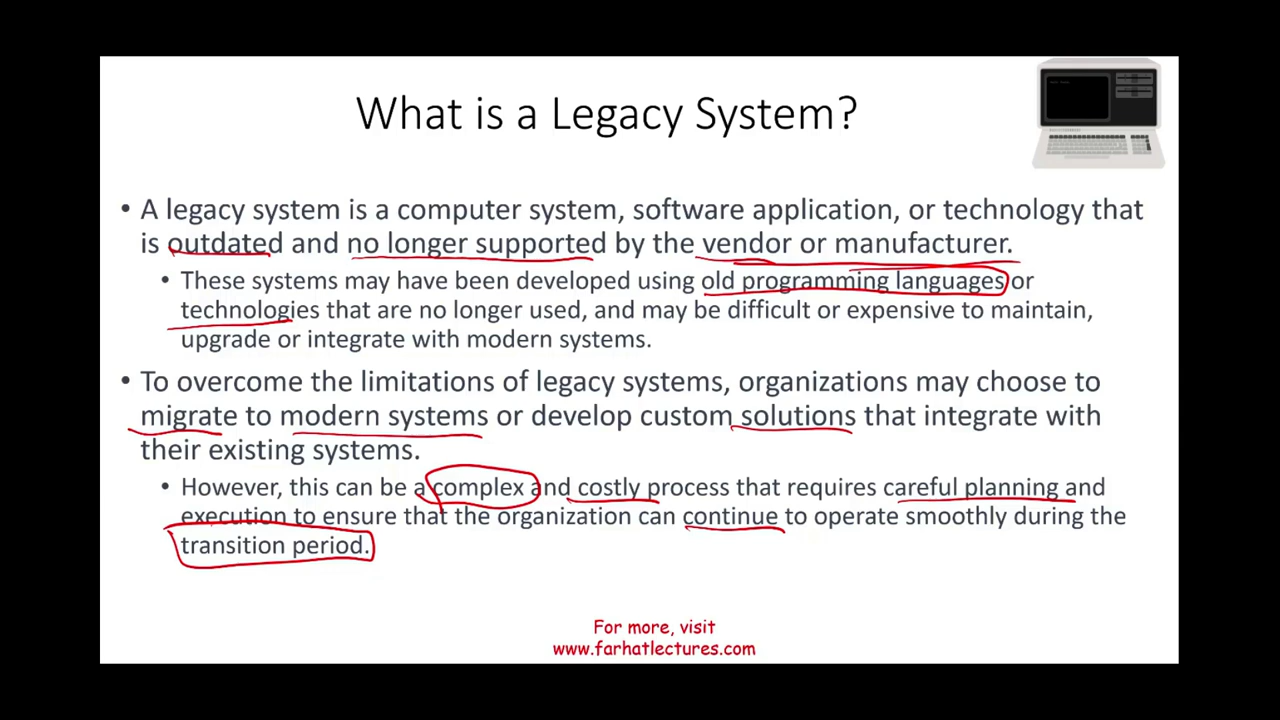 What is a Legacy System?
• A legacy system is a computer system, software application, or technology that
is outdated and no longer supported by the vendor or manufacturer.
• These systems may have been developed using old programming languages or
technologies that are no longer used, and may be difficult or expensive to maintain,
upgrade or integrate with modern systems.
• To overcome the limitations of legacy systems, organizations may choose to
migrate to modern systems or develop custom solutions that integrate with
their existing systems.
• However, this can be a complex and costly process that requires careful planning and
execution to ensure that the organization can continue to operate smoothly during the
transition period.
For more, visit
www.farhatlectures.com